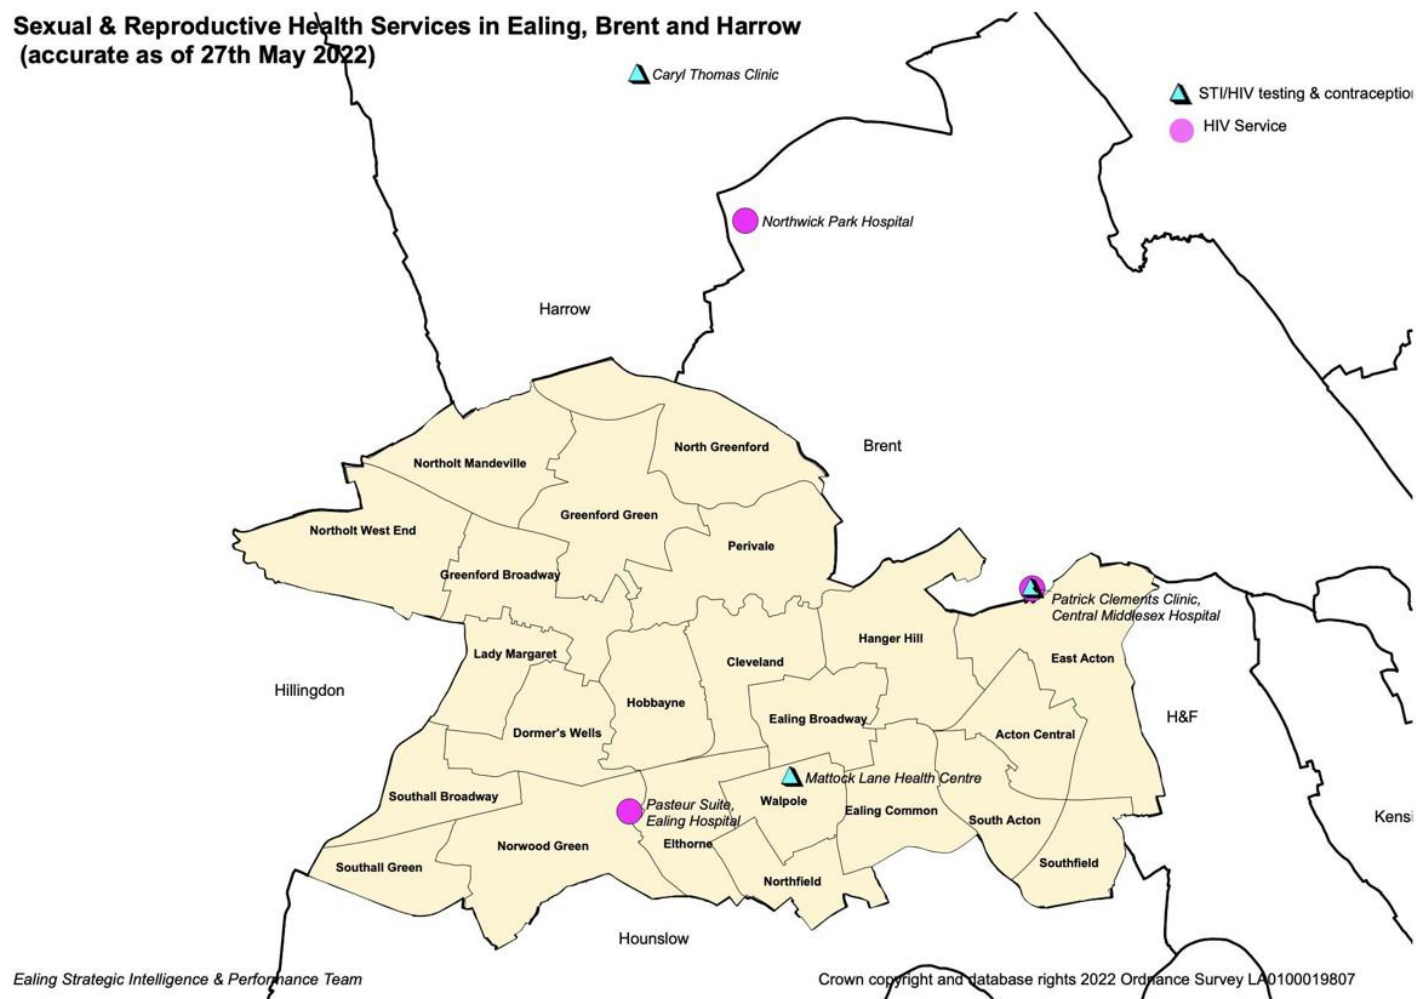 Sexual & Reproductive Health Services in Ealing, Brent and Harrow
(accurate as of 27th May 2022)
Caryl Thomas Clinic
STI/HIV testing & contraceptio
HIV Service
Northwick Park Hospital
Harrow
Brent
North Greenford
Northolt Mandeville
Greenford Green
Northolt West End
Perivale
Greenford Broadway
Patrick Clements Clinic,
Central Middlesex Hospital
Hanger Hill
Lady Margaret
East Acton
Cleveland
Hillingdon
Hobbayne
H&F
Ealing Broadway
Dormer's Wells
Acton Central
Mattock Lane Health Centre
Southall Broadway
Walpole
Pasteur Suite,
Ealing Hospital
Ealing Common
Kensi
South Acton
Elthorne
Norwood Green
Southfield
Southall Green
Northfield
Hounslow
Ealing Strategic Intelligence & Performance Team
Crown copyright and database rights 2022 Ordnance Survey LA0100019807